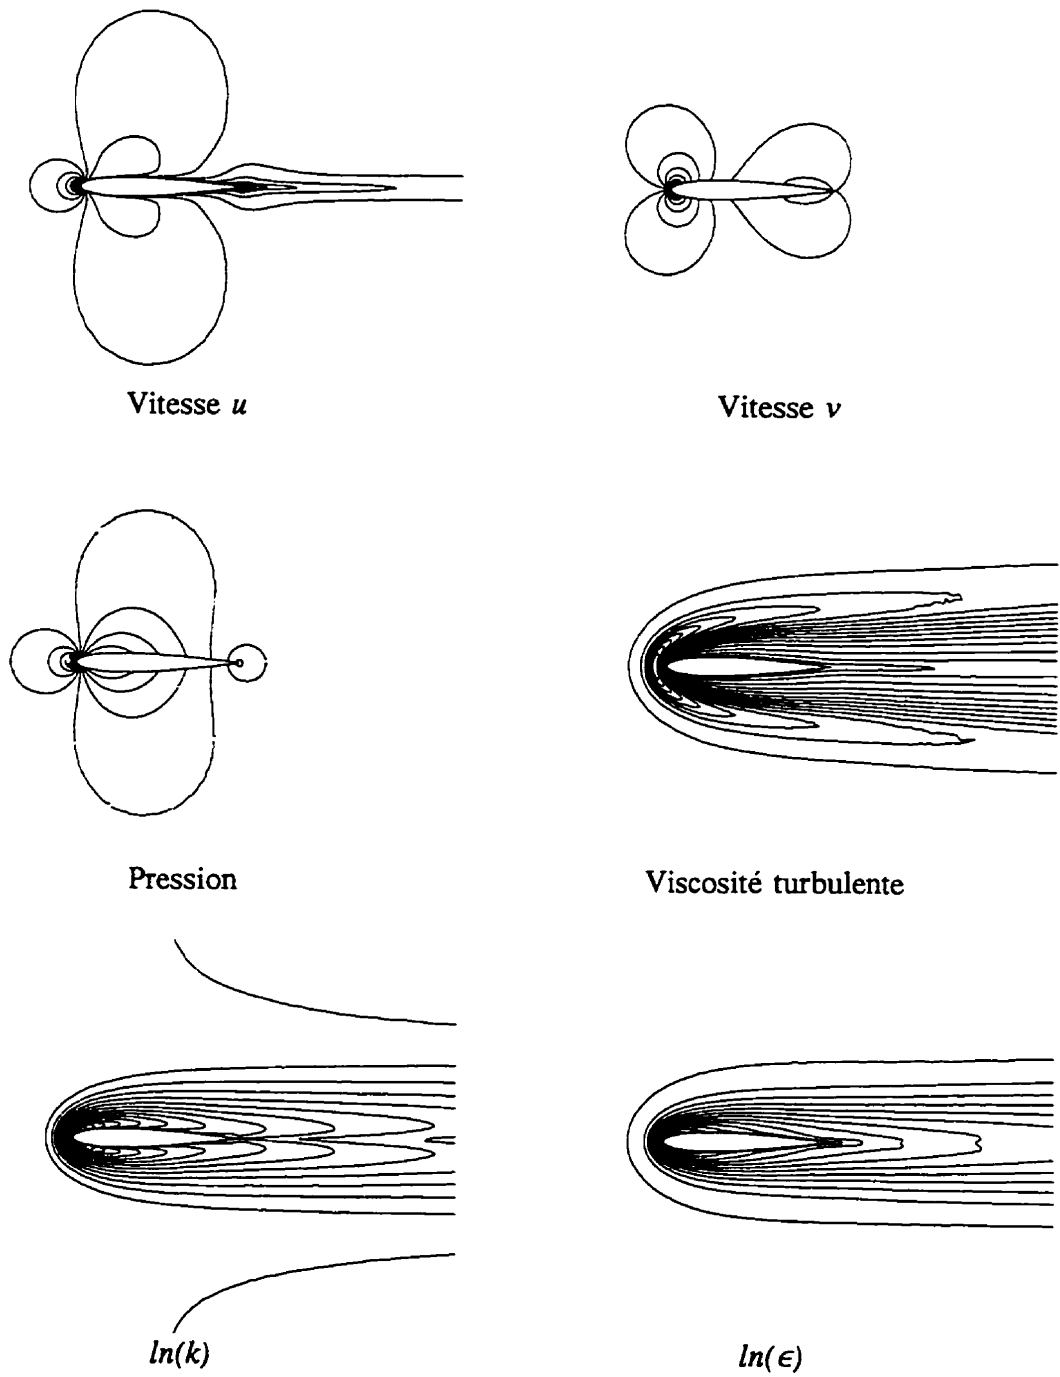 Vitesse u
Vitesse v
Pression
Viscosité turbulente
ln(k)
ln(ϵ)